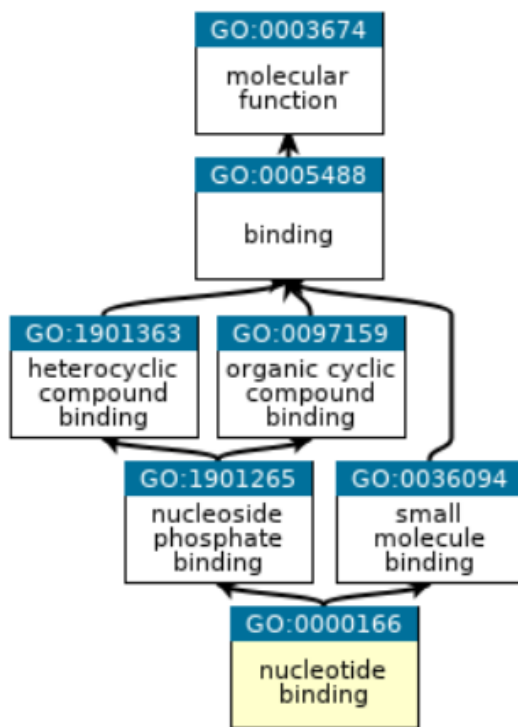 GO:0003674
molecular
function
GO:0005488
binding
GO:1901363
heterocyclic
compound
binding
GO:0097159
organic cyclic
compound
binding
GO:1901265
nucleoside
phosphate
binding
GO:0036094
small
molecule
binding
GO:0000166
nucleotide
binding